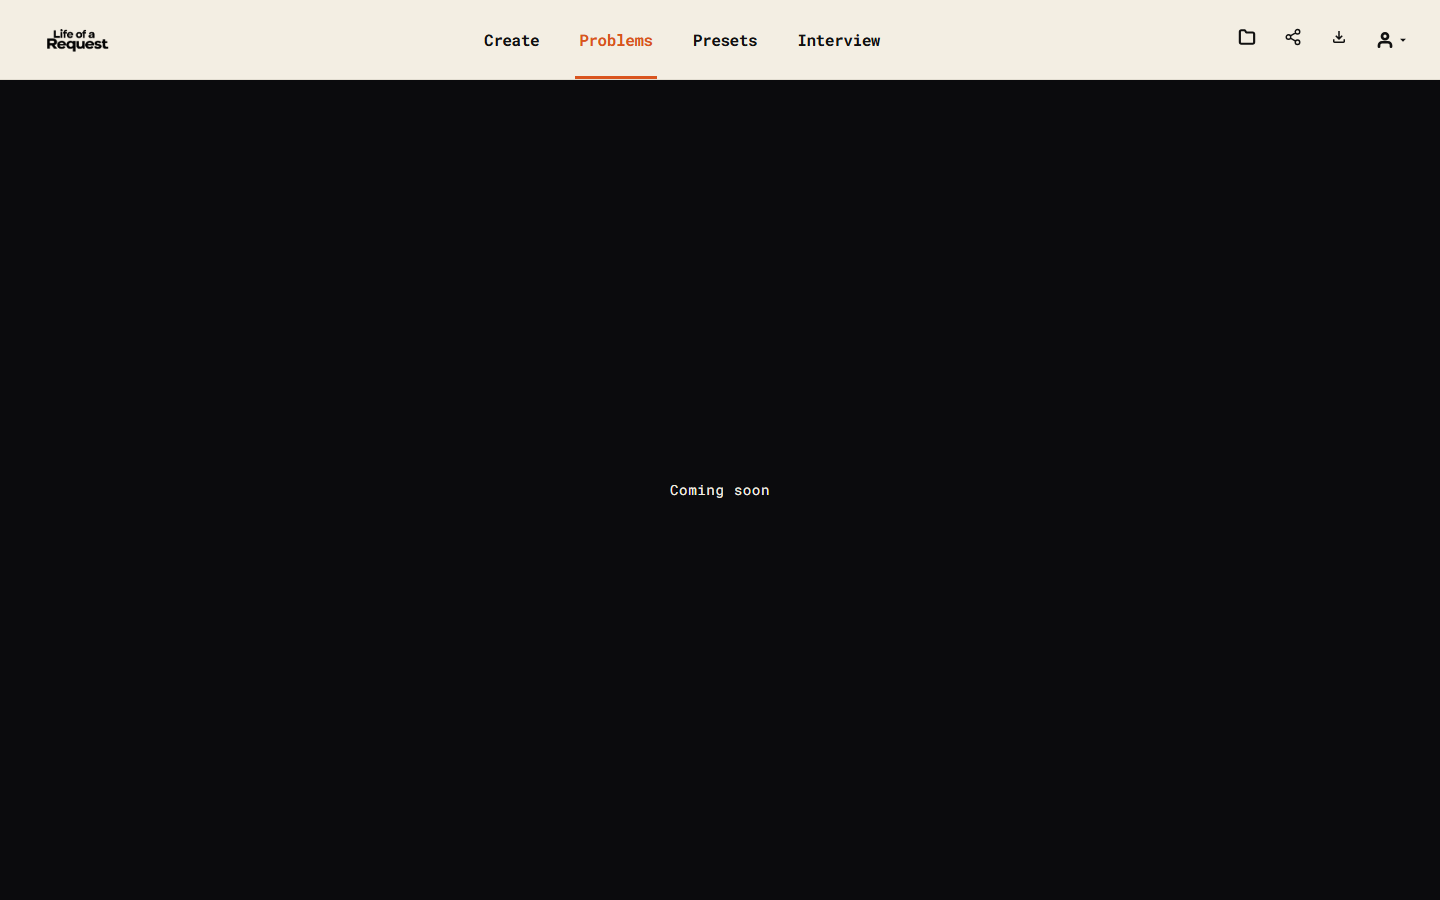 Life of a
Request
Create
Problems
Presets
Interview
Coming soon